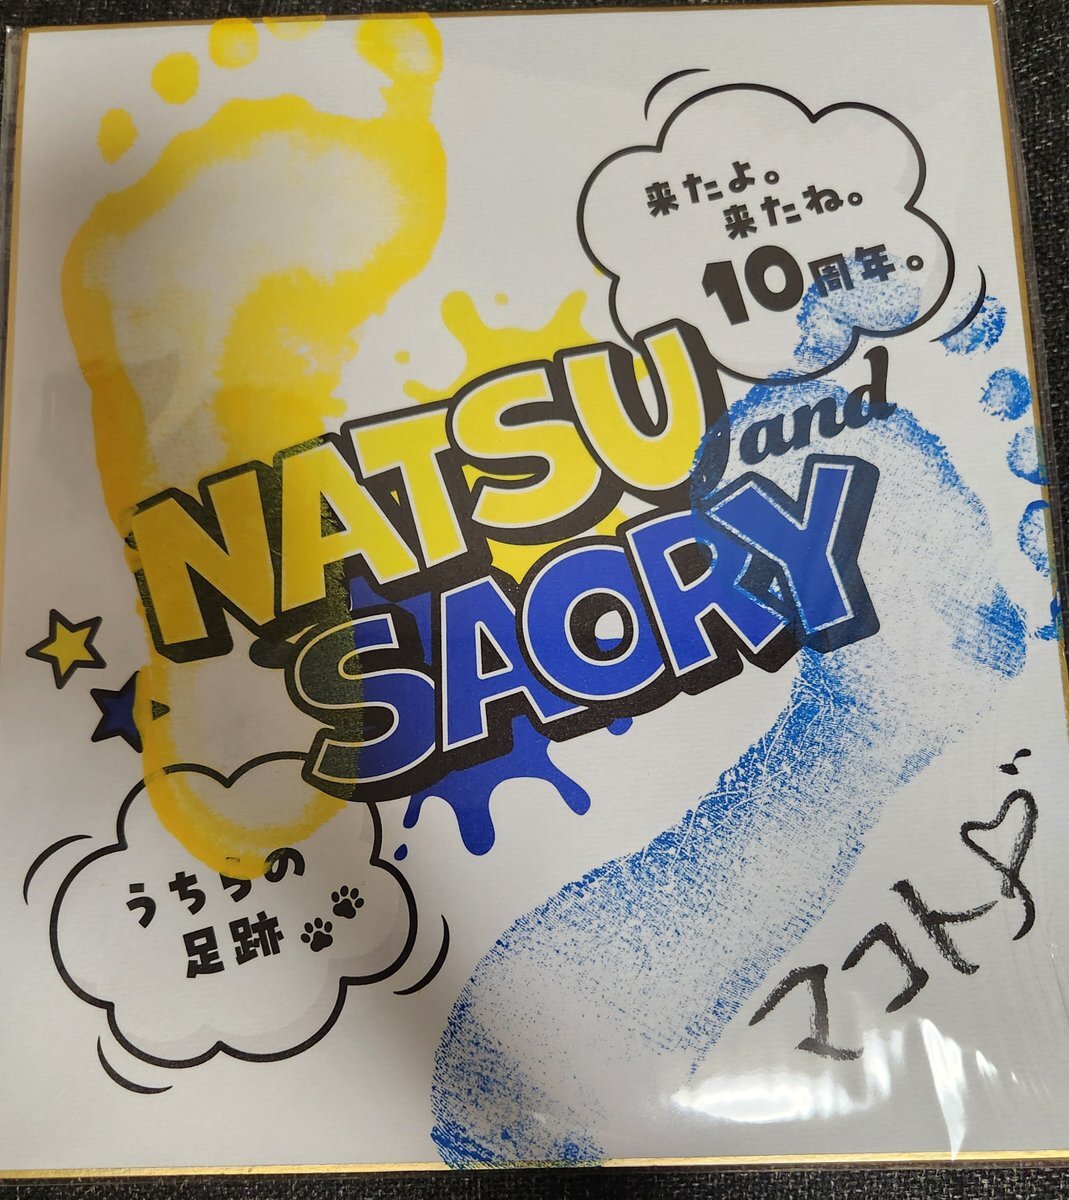 来たよ。
来たね。
10周年。
NATSU
and
SAORY
うちらの
足跡
マコト♡